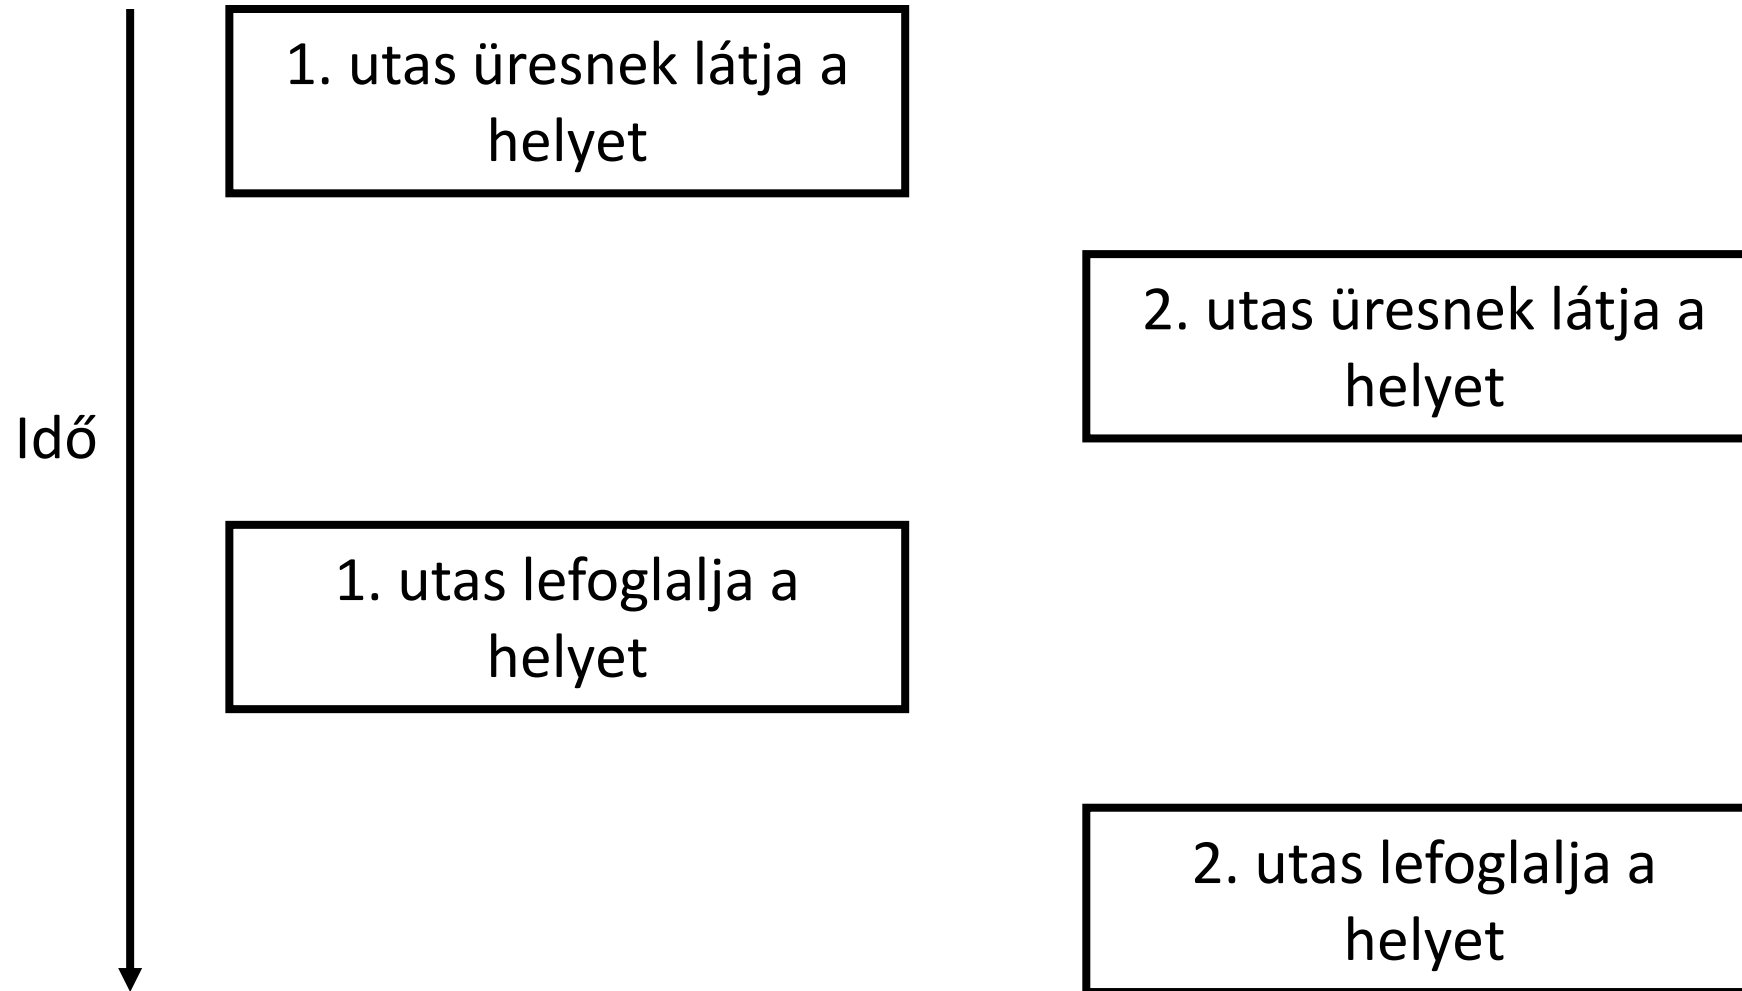 1. utas üresnek látja a
helyet
2. utas üresnek látja a
helyet
Idő
1. utas lefoglalja a
helyet
2. utas lefoglalja a
helyet